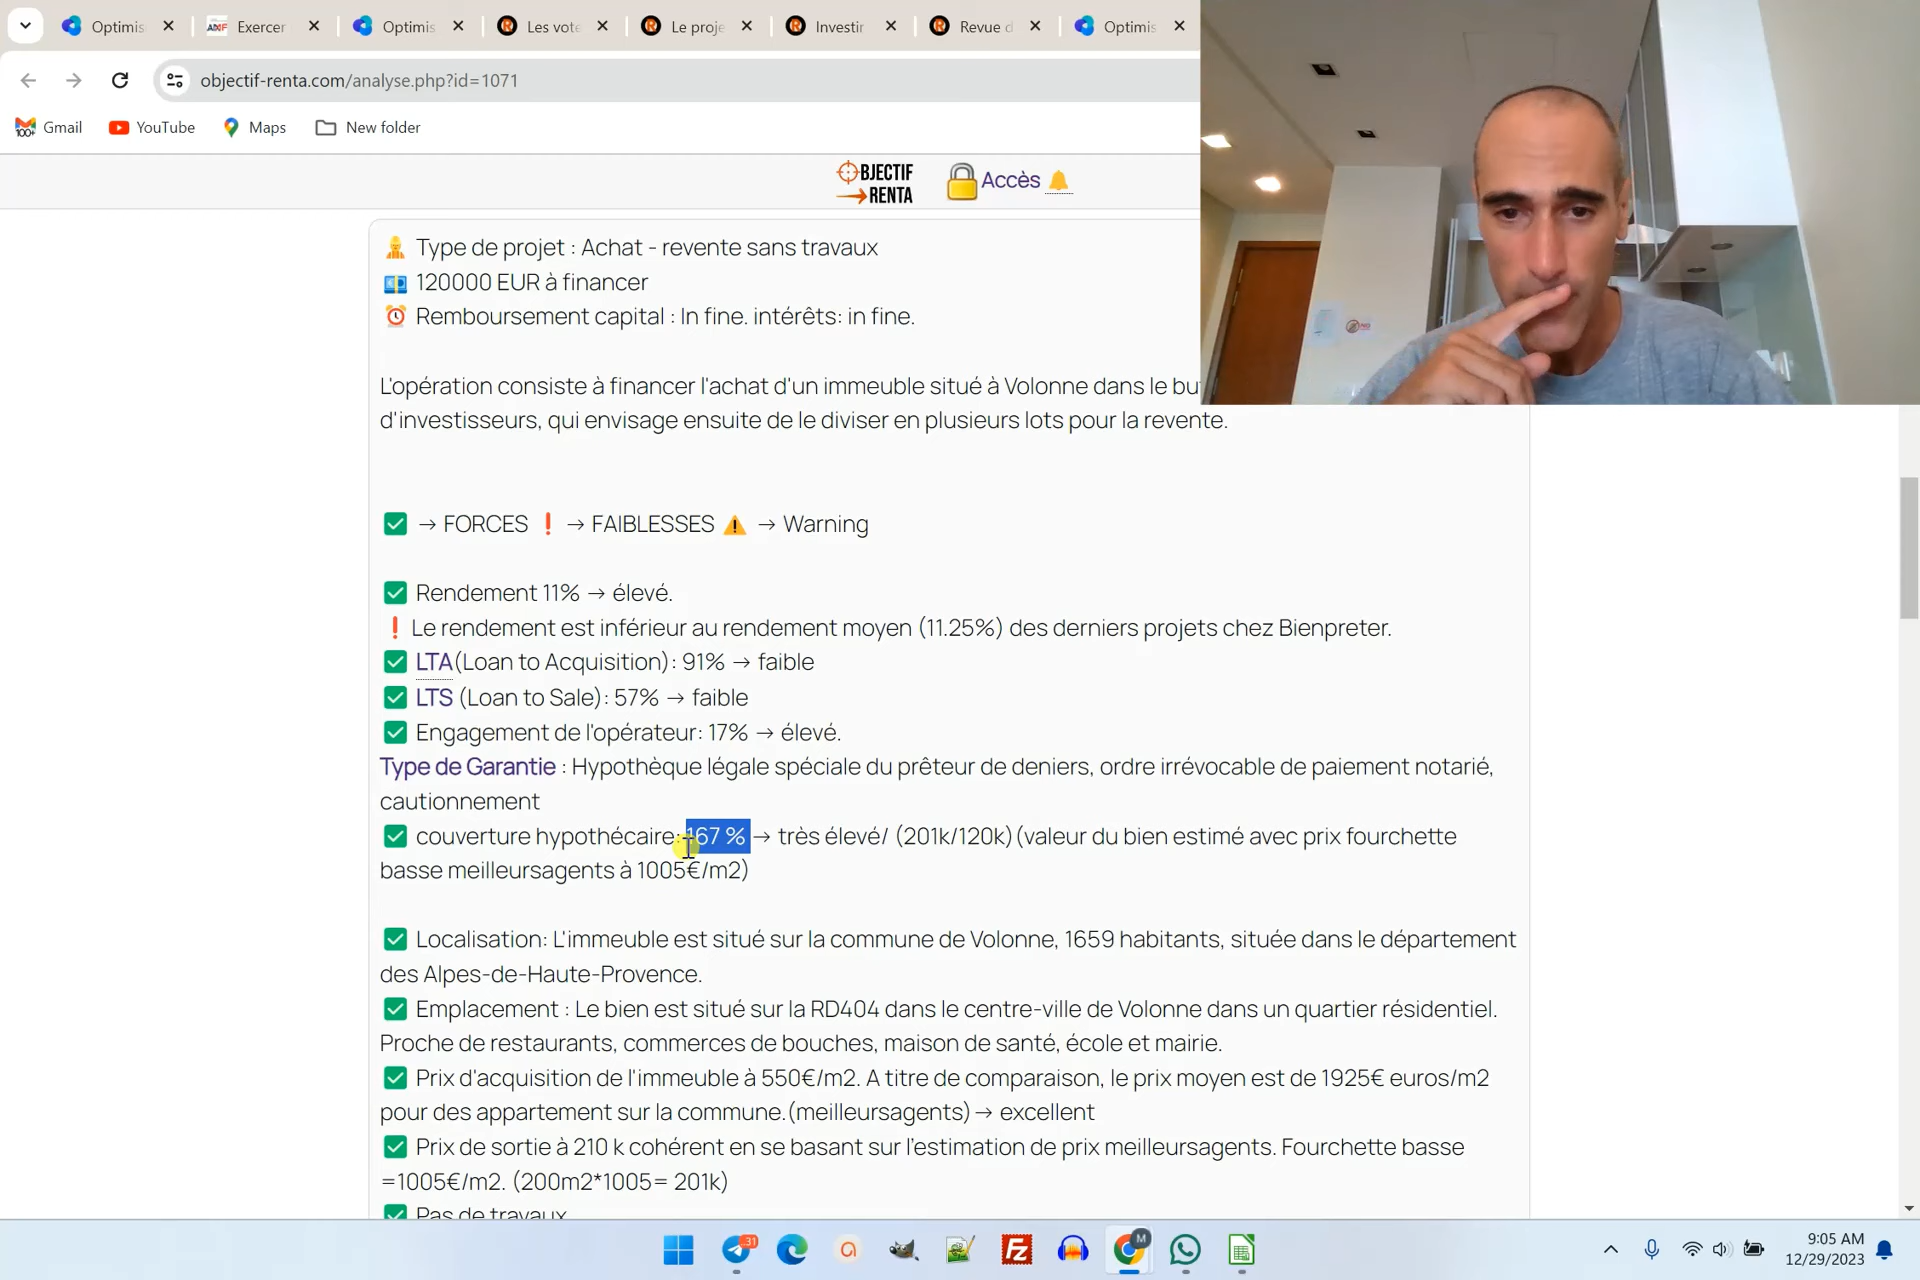 Optimis
Exercer
Optimis
Les vote
Le proje
Investir
Revue d
Optimis
objectif-renta.com/analyse.php?id=1071
Gmail
YouTube
Maps
New folder
BJECTIF
RENTA
Accès
Type de projet : Achat - revente sans travaux
120000 EUR à financer
Remboursement capital : In fine. intérêts: in fine.
L'opération consiste à financer l'achat d'un immeuble situé à Volonne dans le bu
d'investisseurs, qui envisage ensuite de le diviser en plusieurs lots pour la revente.
✅ → FORCES ❗ → FAIBLESSES ⚠️ → Warning
✅ Rendement 11% → élevé.
❗ Le rendement est inférieur au rendement moyen (11.25%) des derniers projets chez Bienpreter.
✅ LTA(Loan to Acquisition): 91% → faible
✅ LTS (Loan to Sale): 57% → faible
✅ Engagement de l'opérateur: 17% → élevé.
Type de Garantie : Hypothèque légale spéciale du prêteur de deniers, ordre irrévocable de paiement notarié,
cautionnement
✅ couverture hypothécaire: 167 % → très élevé/ (201k/120k)(valeur du bien estimé avec prix fourchette
basse meilleursagents à 1005€/m2)
✅ Localisation: L'immeuble est situé sur la commune de Volonne, 1659 habitants, située dans le département
des Alpes-de-Haute-Provence.
✅ Emplacement : Le bien est situé sur la RD404 dans le centre-ville de Volonne dans un quartier résidentiel.
Proche de restaurants, commerces de bouches, maison de santé, école et mairie.
✅ Prix d'acquisition de l'immeuble à 550€/m2. A titre de comparaison, le prix moyen est de 1925€ euros/m2
pour des appartement sur la commune.(meilleursagents)→ excellent
✅ Prix de sortie à 210 k cohérent en se basant sur l'estimation de prix meilleursagents. Fourchette basse
=1005€/m2. (200m2*1005= 201k)
✅ Pas de travaux
31
M
9:05 AM
12/29/2023